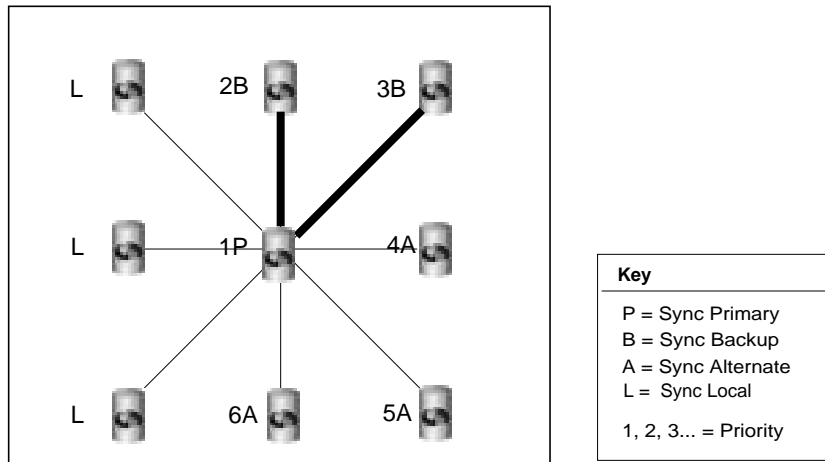 L
2B
3B
L
1P
4A
L
6A
5A
Key
P = Sync Primary
B = Sync Backup
A = Sync Alternate
L = Sync Local
1, 2, 3... = Priority